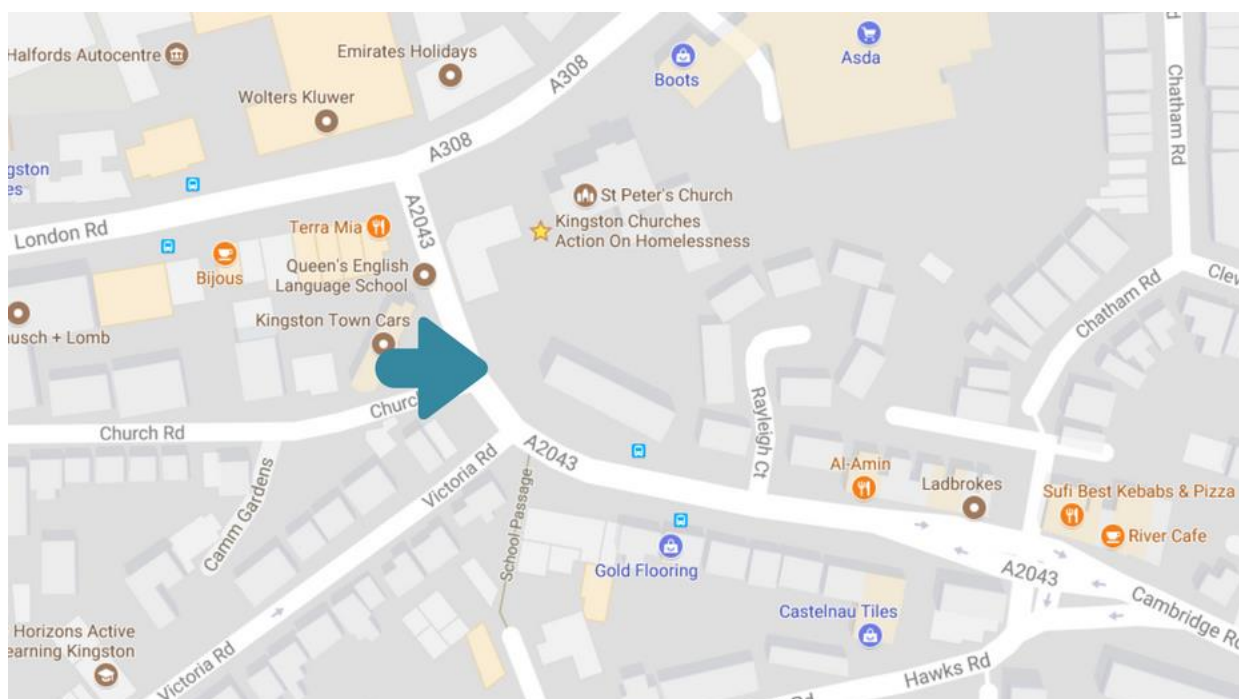 Halfords Autocentre
Emirates Holidays
Asda
Boots
Wolters Kluwer
A308
A308
Chatham Rd
gston
es
A2043
St Peter's Church
Kingston Churches
Action On Homelessness
London Rd
Terra Mia
Bijous
Queen's English
Language School
Chatham Rd
Clew
Kingston Town Cars
usch + Lomb
Church Rd
Churc
Rayleigh Ct
Victoria Rd
A2043
Camm Gardens
School Passage
Al-Amin
Ladbrokes
Sufi Best Kebabs & Pizza
River Cafe
Gold Flooring
A2043
Cambridge Ro
Castelnau Tiles
Horizons Active
earning Kingston
Victoria Rd
Hawks Rd
Rd